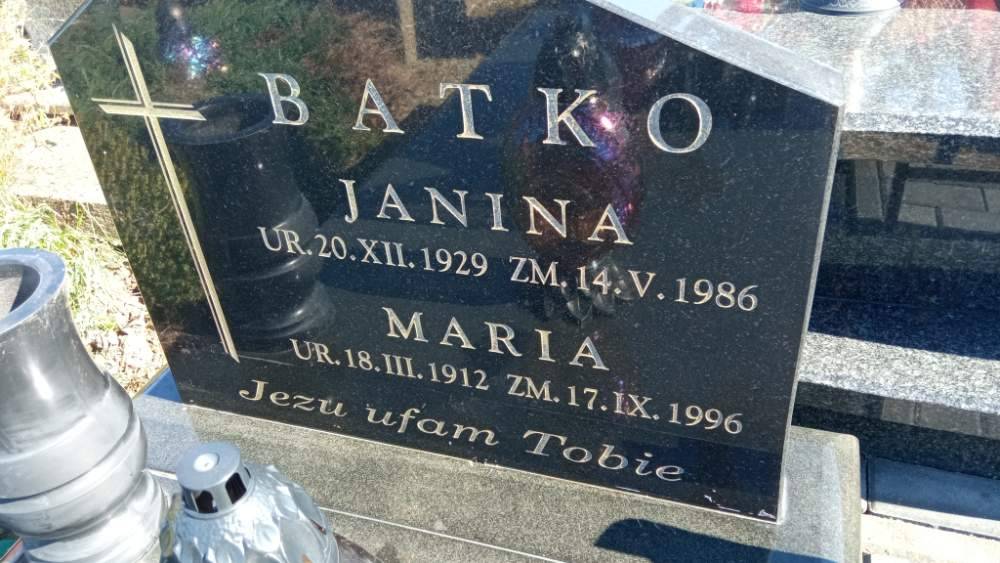 BATKO
JANINA
UR. 20. XII. 1929 ZM. 14. V. 1986
MARIA
UR. 18. III. 1912 ZM. 17. IX. 1996
Jezu ufam Tobie